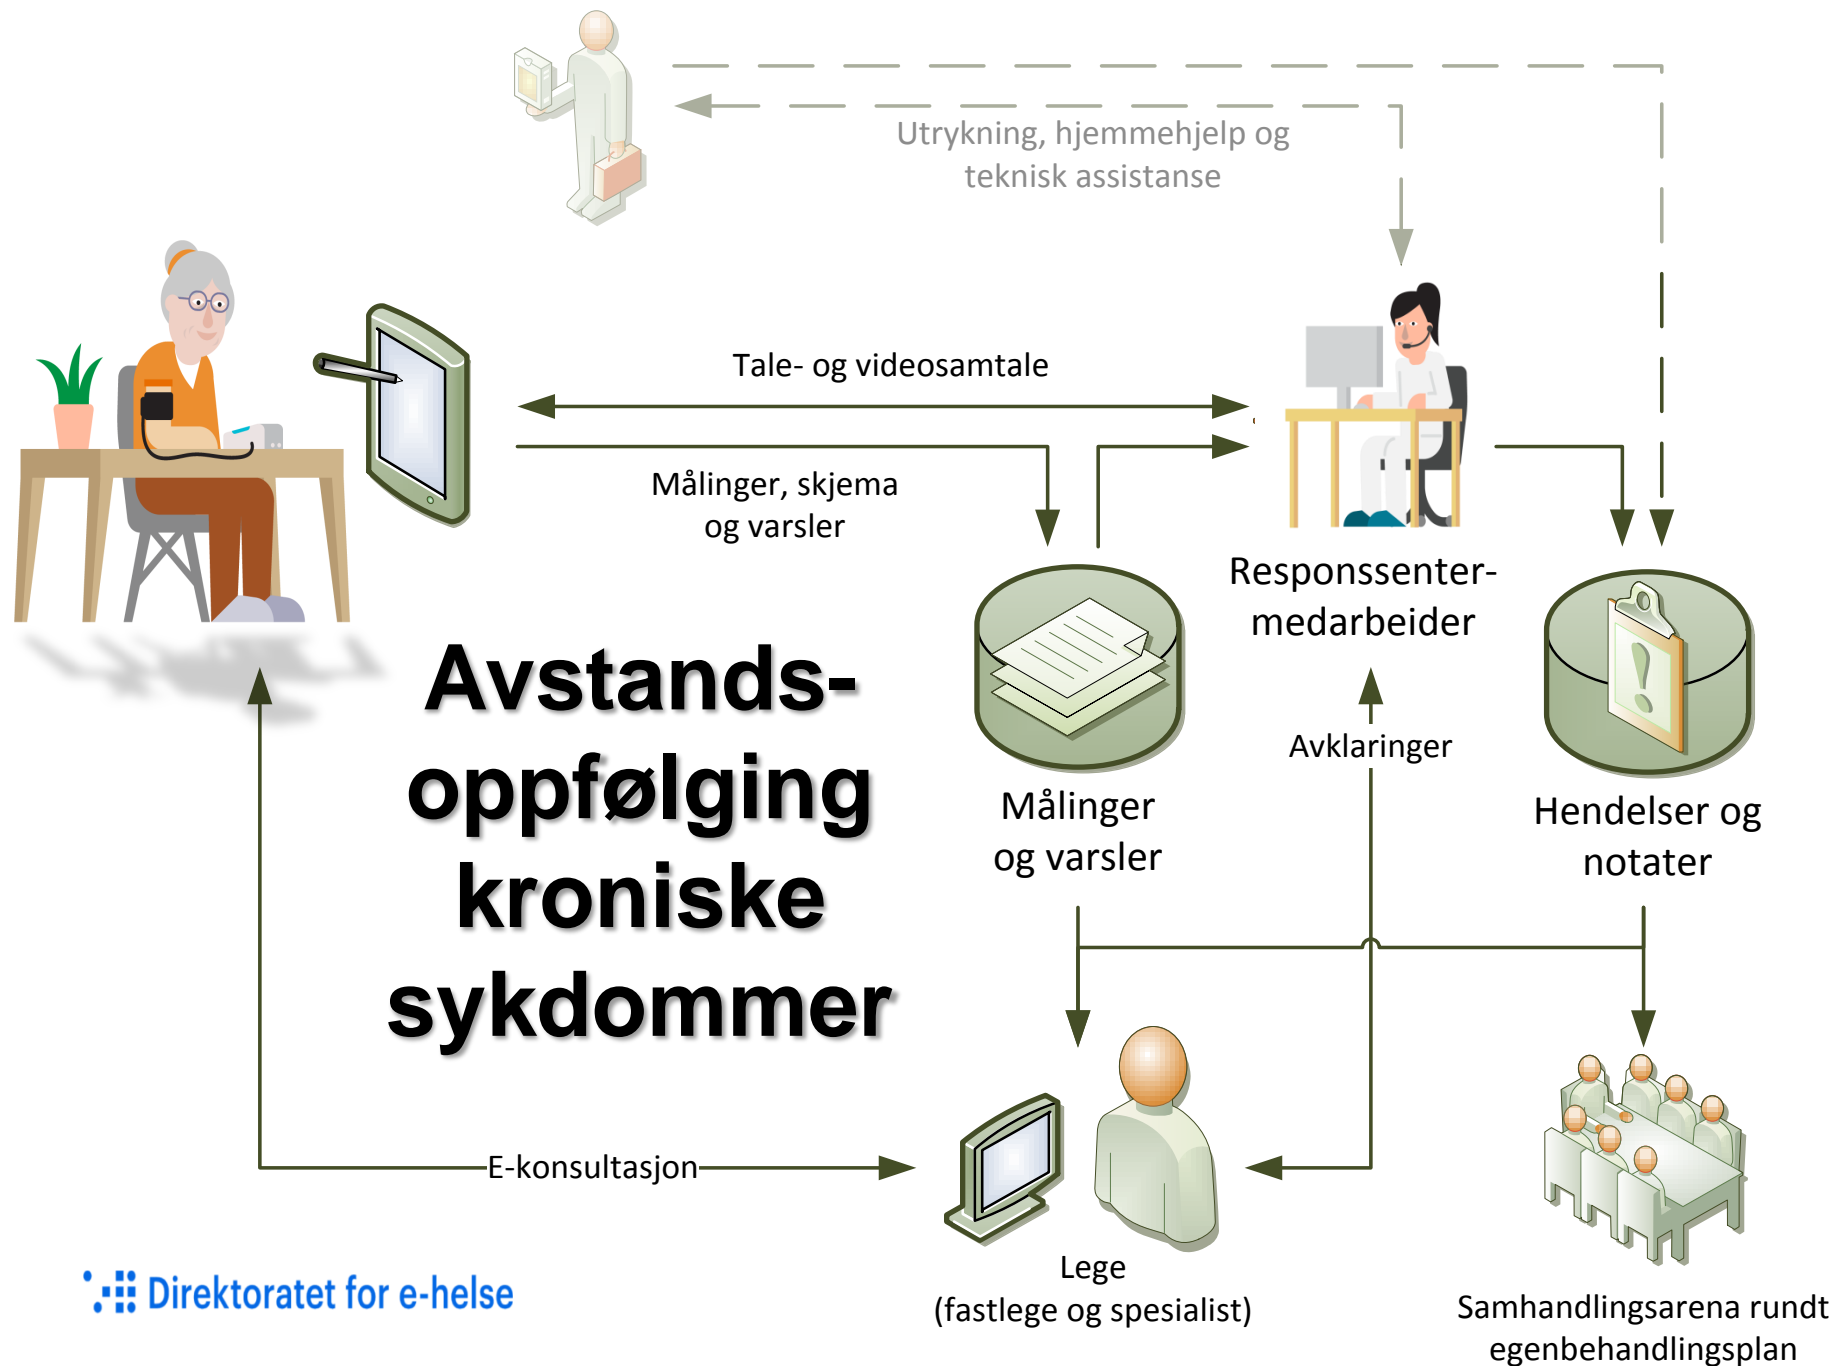 Utrykning, hjemmehjelp og
teknisk assistanse
Tale- og videosamtale
Målinger, skjema
og varsler
Responssenter-
medarbeider
Avstands-
oppfølging
kroniske
sykdommer
Avklaringer
Målinger
og varsler
Hendelser og
notater
E-konsultasjon
Lege
(fastlege og spesialist)
Samhandlingsarena rundt
egenbehandlingsplan
Direktoratet for e-helse